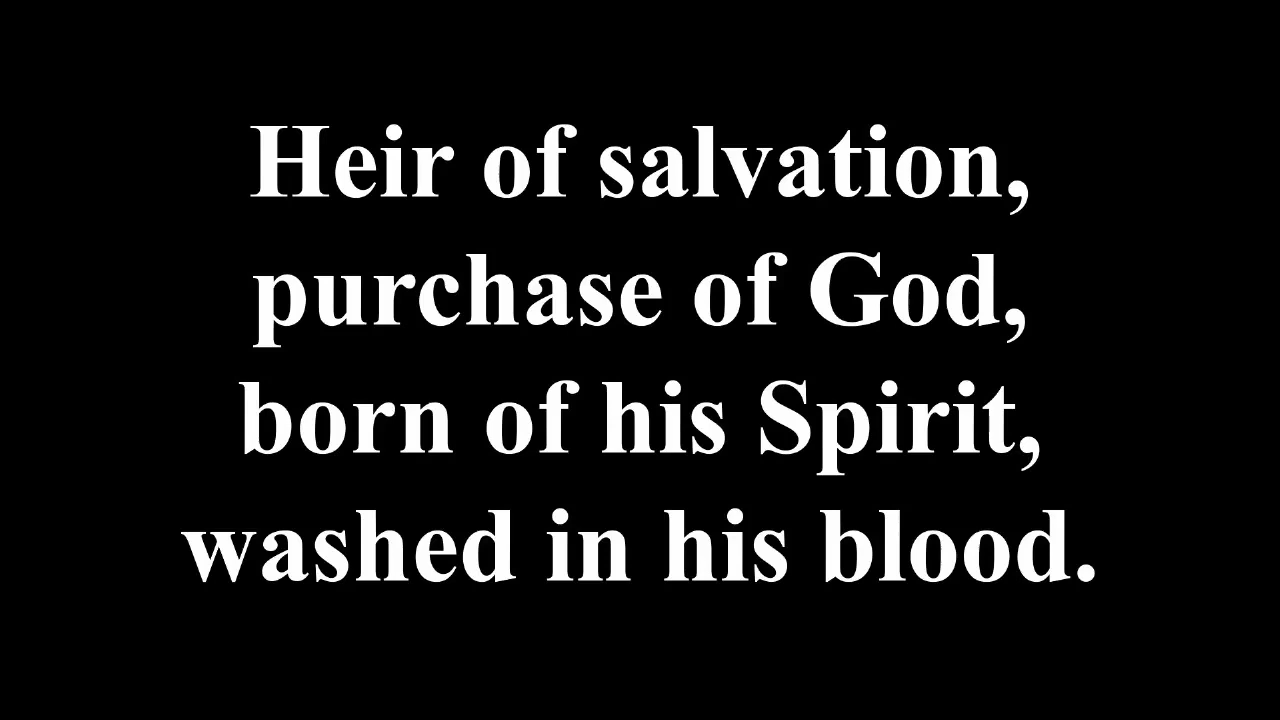 Heir of salvation,
purchase of God,
born of his Spirit,
washed in his blood.